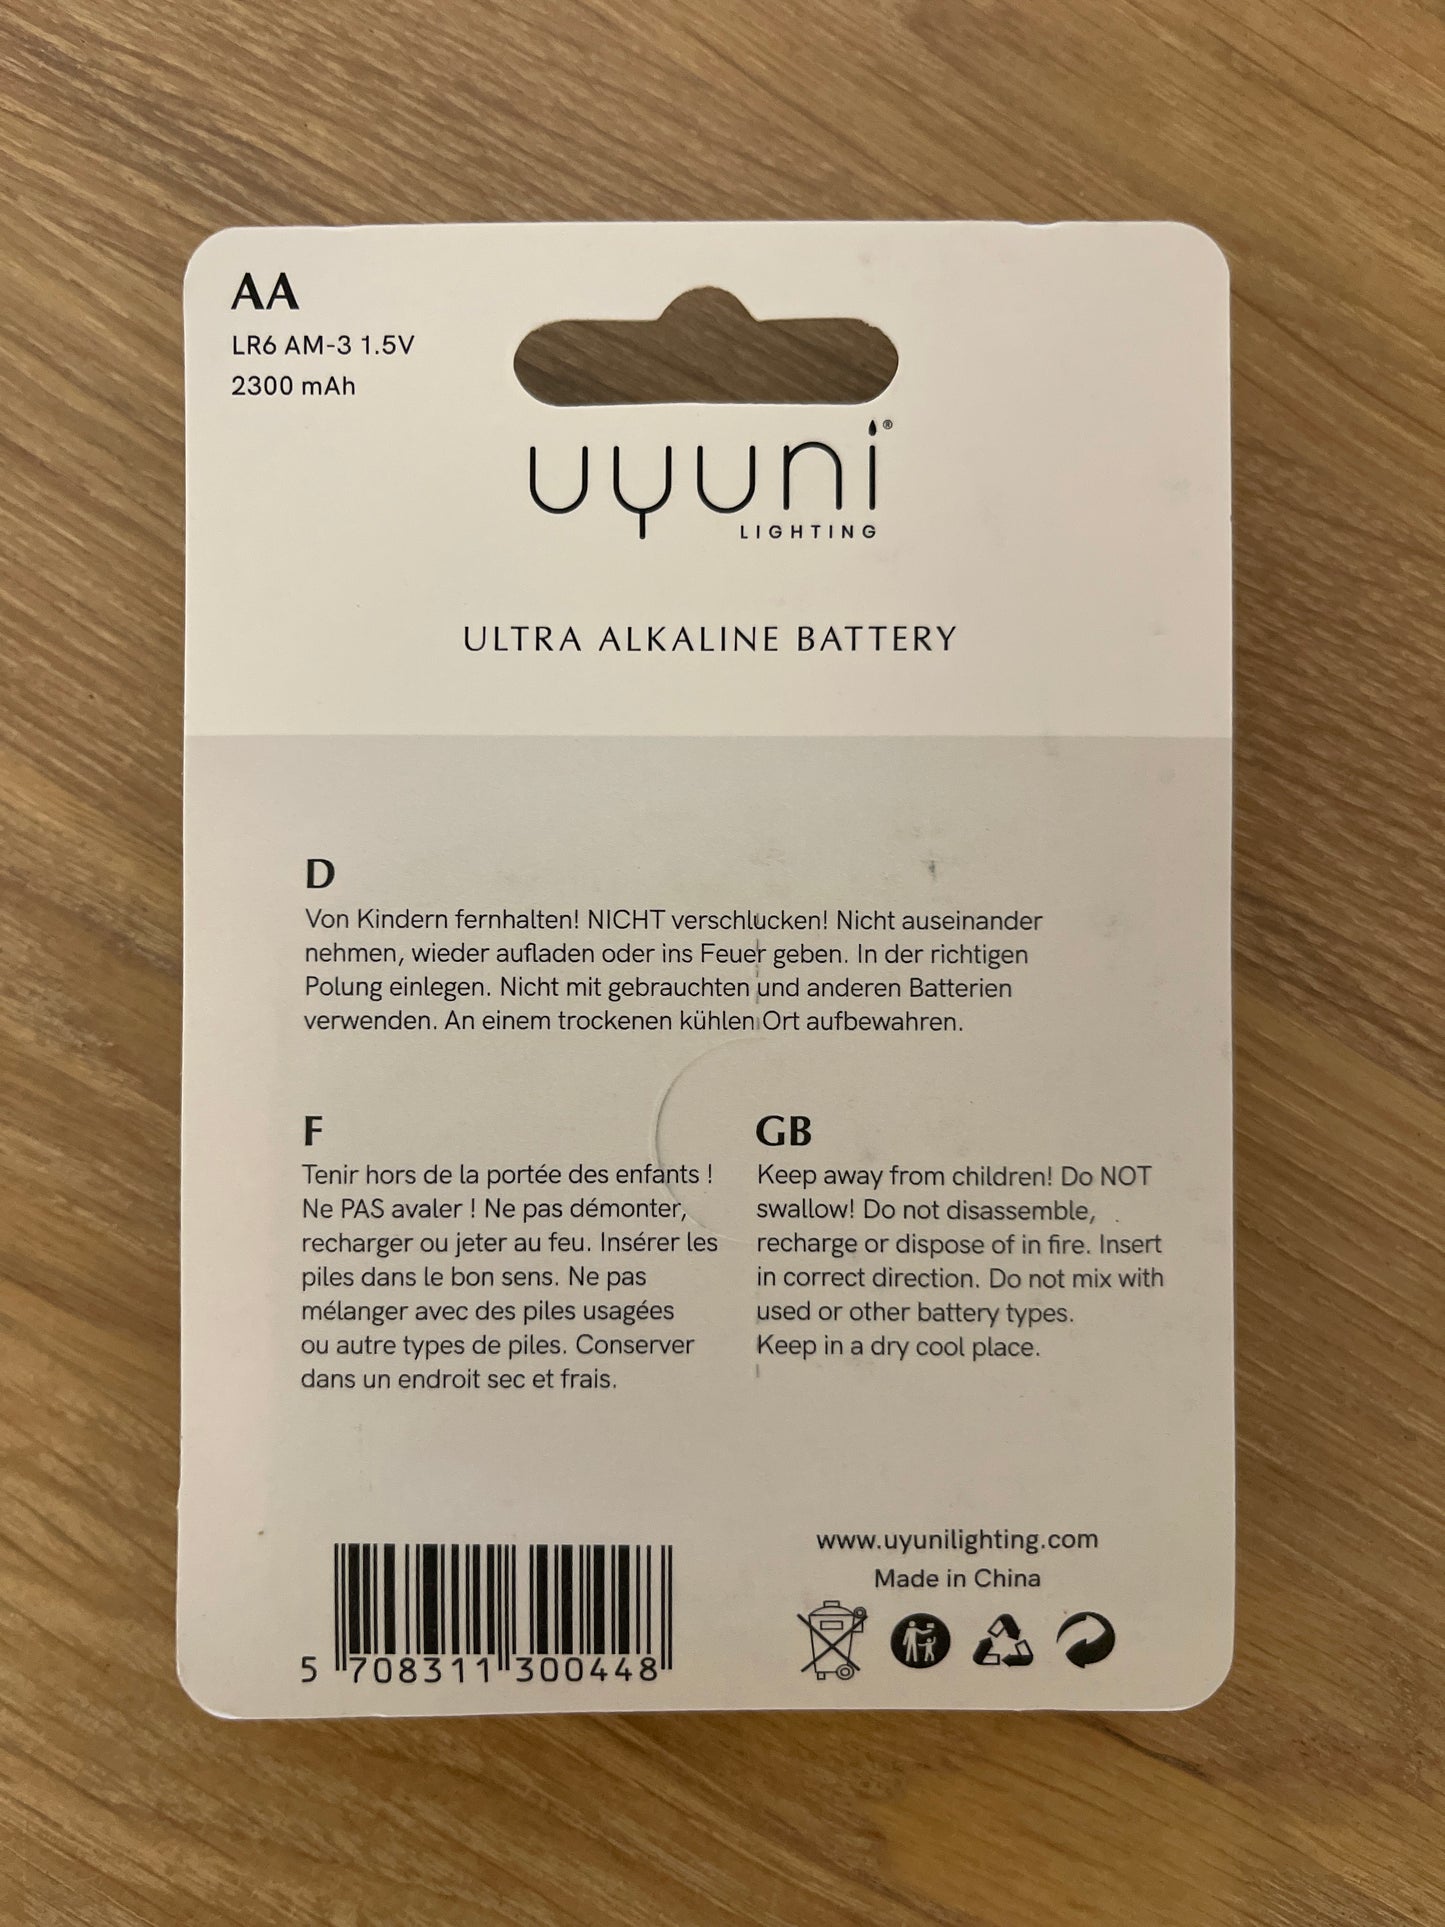 AA
LR6 AM-3 1.5V
2300 mAh
uyuni®
LIGHTING
ULTRA ALKALINE BATTERY
D
Von Kindern fernhalten! NICHT verschlucken! Nicht auseinander
nehmen, wieder aufladen oder ins Feuer geben. In der richtigen
Polung einlegen. Nicht mit gebrauchten und anderen Batterien
verwenden. An einem trockenen kühlen Ort aufbewahren.
F
Tenir hors de la portée des enfants !
Ne PAS avaler ! Ne pas démonter,
recharger ou jeter au feu. Insérer les
piles dans le bon sens. Ne pas
mélanger avec des piles usagées
ou autre types de piles. Conserver
dans un endroit sec et frais.
GB
Keep away from children! Do NOT
swallow! Do not disassemble,
recharge or dispose of in fire. Insert
in correct direction. Do not mix with
used or other battery types.
Keep in a dry cool place.
www.uyunilighting.com
Made in China
5 708311 300448